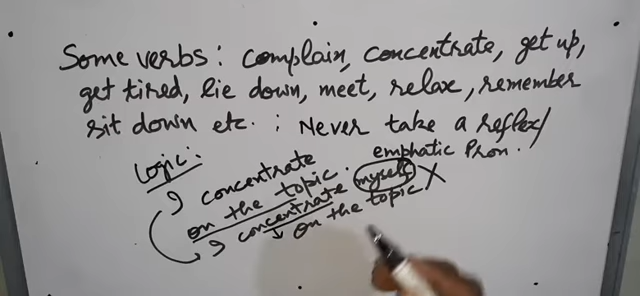 Some verbs: complain, concentrate, get up,
get tired, lie down, meet, relax, remember
sit down etc. : Never take a reflex/
emphatic Pron.
Logic:
I concentrate
on the topic.
I concentrate myself X
on the topic